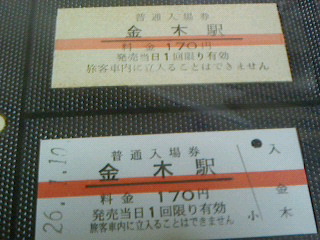 普通入場券
金木駅
料金170円
発売当日1回限り有効
旅客車内に立入ることはできません
普通入場券
金木駅
料金170円
発売当日1回限り有効
旅客車内に立入ることはできません
入
金
小 木